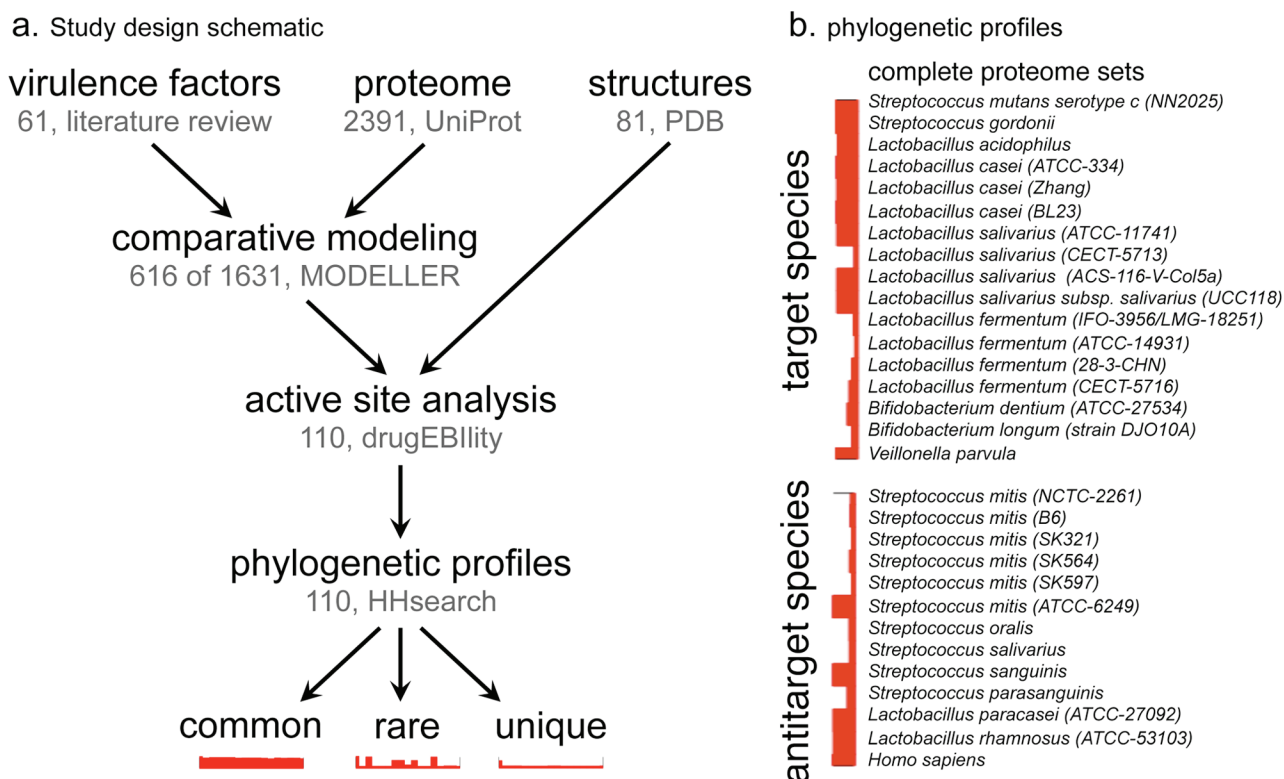 a. Study design schematic
virulence factors
61, literature review
proteome
2391, UniProt
structures
81, PDB
comparative modeling
616 of 1631, MODELLER
active site analysis
110, drugEBIlity
phylogenetic profiles
110, HHsearch
common
rare
unique
b. phylogenetic profiles
complete proteome sets
target species
Streptococcus mutans serotype c (NN2025)
Streptococcus gordonii
Lactobacillus acidophilus
Lactobacillus casei (ATCC-334)
Lactobacillus casei (Zhang)
Lactobacillus casei (BL23)
Lactobacillus salivarius (ATCC-11741)
Lactobacillus salivarius (CECT-5713)
Lactobacillus salivarius (ACS-116-V-Col5a)
Lactobacillus salivarius subsp. salivarius (UCC118)
Lactobacillus fermentum (IFO-3956/LMG-18251)
Lactobacillus fermentum (ATCC-14931)
Lactobacillus fermentum (28-3-CHN)
Lactobacillus fermentum (CECT-5716)
Bifidobacterium dentium (ATCC-27534)
Bifidobacterium longum (strain DJO10A)
Veillonella parvula
antitarget species
Streptococcus mitis (NCTC-2261)
Streptococcus mitis (B6)
Streptococcus mitis (SK321)
Streptococcus mitis (SK564)
Streptococcus mitis (SK597)
Streptococcus mitis (ATCC-6249)
Streptococcus oralis
Streptococcus salivarius
Streptococcus sanguinis
Streptococcus parasanguinis
Lactobacillus paracasei (ATCC-27092)
Lactobacillus rhamnosus (ATCC-53103)
Homo sapiens